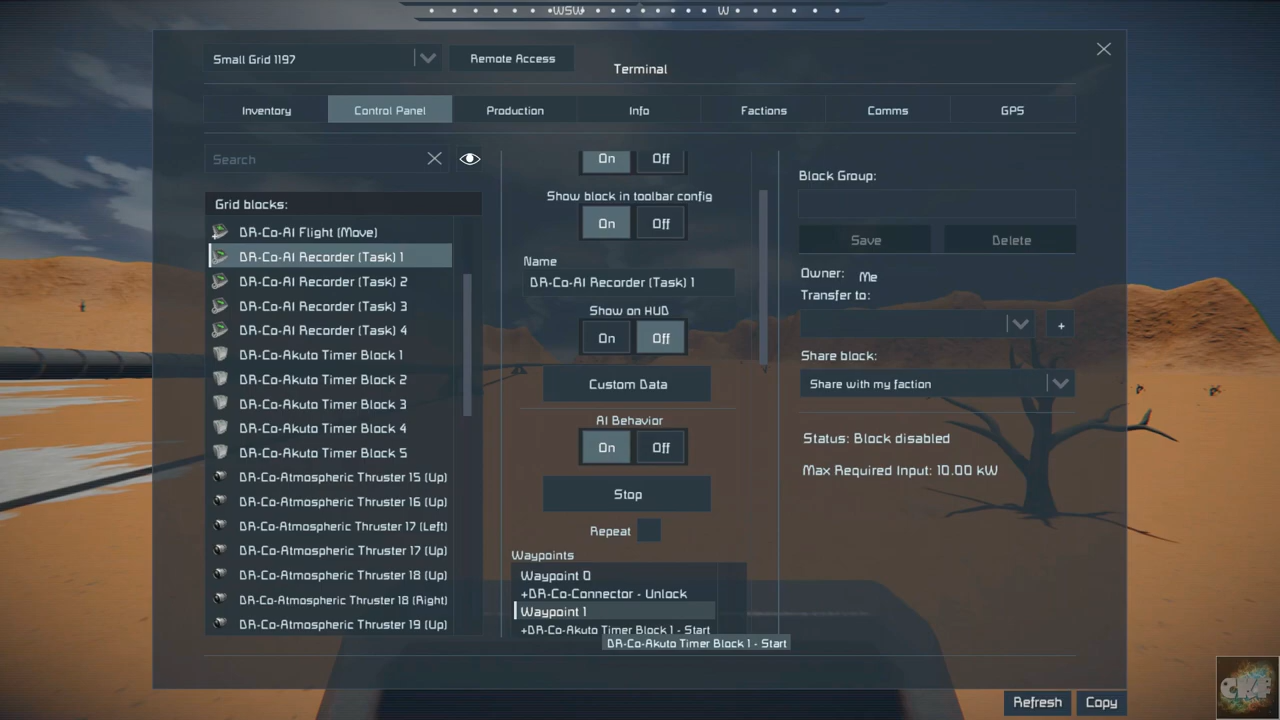 WSW W
Small Grid 1197
Remote Access
Terminal
Inventory
Control Panel
Production
Info
Factions
Comms
GPS
Search
Grid blocks:
DR-Co-AI Flight (Move)
DR-Co-AI Recorder (Task) 1
DR-Co-AI Recorder (Task) 2
DR-Co-AI Recorder (Task) 3
DR-Co-AI Recorder (Task) 4
DR-Co-Akuto Timer Block 1
DR-Co-Akuto Timer Block 2
DR-Co-Akuto Timer Block 3
DR-Co-Akuto Timer Block 4
DR-Co-Akuto Timer Block 5
DR-Co-Atmospheric Thruster 15 (Up)
DR-Co-Atmospheric Thruster 16 (Up)
DR-Co-Atmospheric Thruster 17 (Left)
DR-Co-Atmospheric Thruster 17 (Up)
DR-Co-Atmospheric Thruster 18 (Up)
DR-Co-Atmospheric Thruster 18 (Right)
DR-Co-Atmospheric Thruster 19 (Up)
On Off
Show block in toolbar config
On Off
Name
DR-Co-AI Recorder (Task) 1
Show on HUD
On Off
Custom Data
AI Behavior
On Off
Stop
Repeat
Waypoints
Waypoint 0
+DR-Co-Connector - Unlock
Waypoint 1
+DR-Co-Akuto Timer Block 1 - Start
DR-Co-Akuto Timer Block 1 - Start
Block Group:
Save
Delete
Owner: Me
Transfer to:
+
Share block:
Share with my faction
Status: Block disabled
Max Required Input: 10.00 kW
Refresh
Copy